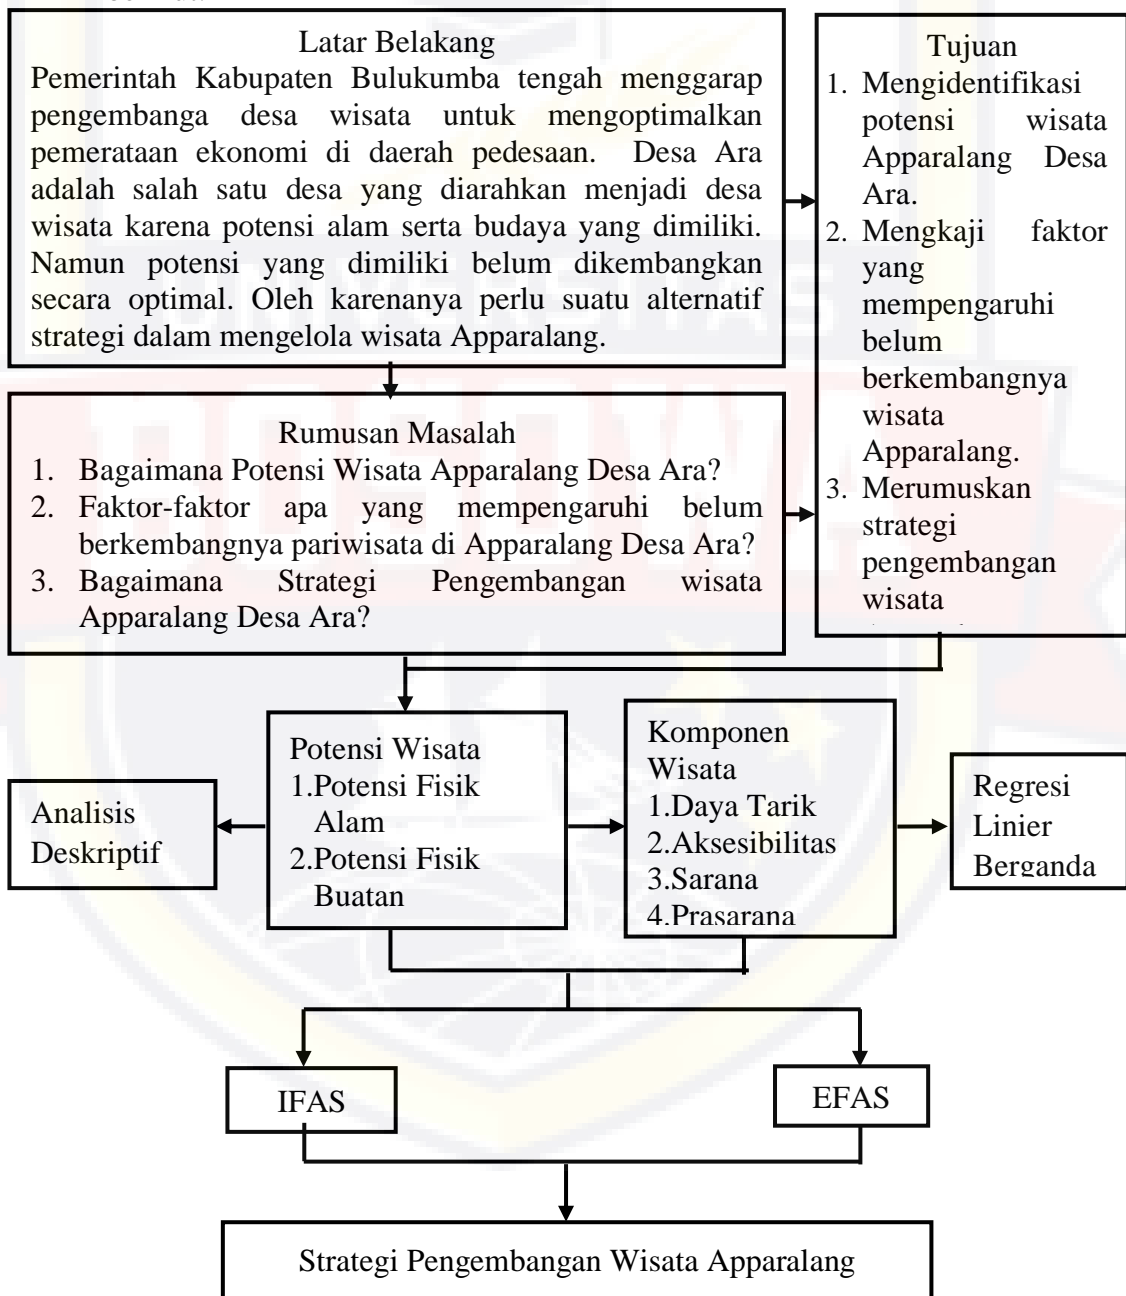 Latar Belakang
Pemerintah Kabupaten Bulukumba tengah menggarap
pengembanga desa wisata untuk mengoptimalkan
pemerataan ekonomi di daerah pedesaan. Desa Ara
adalah salah satu desa yang diarahkan menjadi desa
wisata karena potensi alam serta budaya yang dimiliki.
Namun potensi yang dimiliki belum dikembangkan
secara optimal. Oleh karenanya perlu suatu alternatif
strategi dalam mengelola wisata Apparalang.
Tujuan
1. Mengidentifikasi
potensi wisata
Apparalang Desa
Ara.
2. Mengkaji faktor
yang
mempengaruhi
belum
berkembangnya
wisata
Apparalang.
3. Merumuskan
strategi
pengembangan
wisata
Rumusan Masalah
1. Bagaimana Potensi Wisata Apparalang Desa Ara?
2. Faktor-faktor apa yang mempengaruhi belum
berkembangnya pariwisata di Apparalang Desa Ara?
3. Bagaimana Strategi Pengembangan wisata
Apparalang Desa Ara?
Analisis
Deskriptif
Potensi Wisata
1.Potensi Fisik
Alam
2.Potensi Fisik
Buatan
Komponen
Wisata
1.Daya Tarik
2.Aksesibilitas
3.Sarana
4.Prasarana
Regresi
Linier
Berganda
IFAS
EFAS
Strategi Pengembangan Wisata Apparalang
UNIVERSITAS
BOSOWA